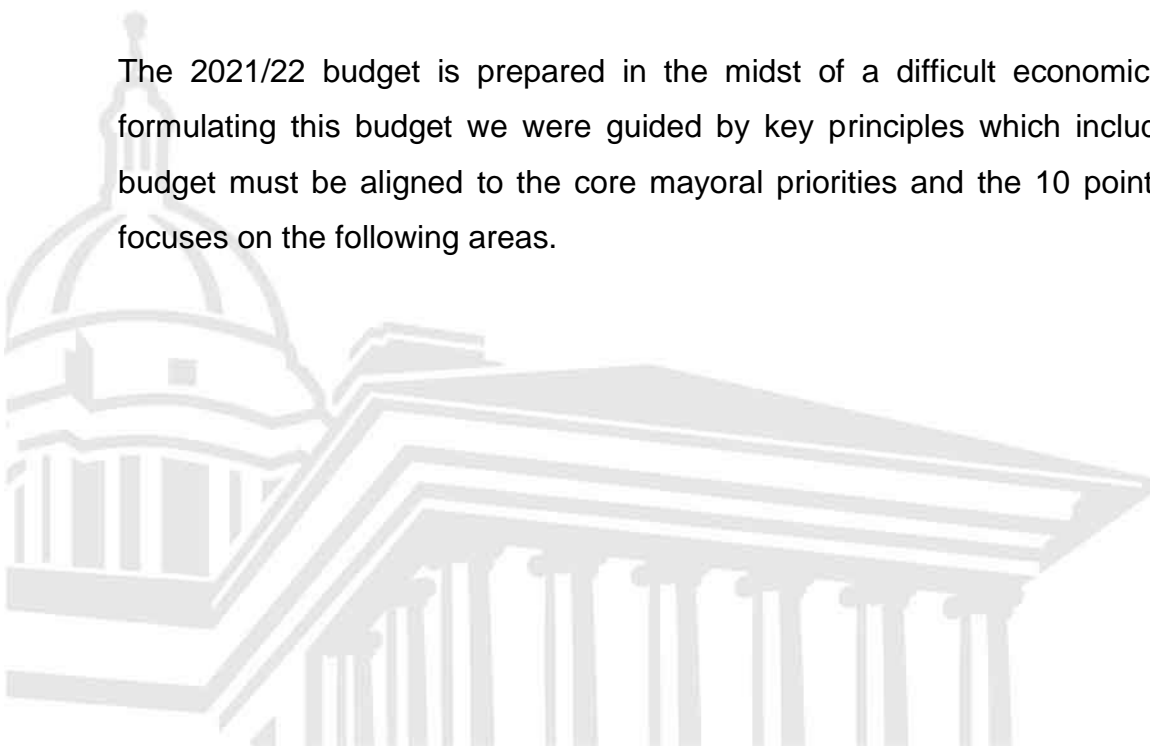 The 2021/22 budget is prepared in the midst of a difficult economic
formulating this budget we were guided by key principles which includ
budget must be aligned to the core mayoral priorities and the 10 point
focuses on the following areas.